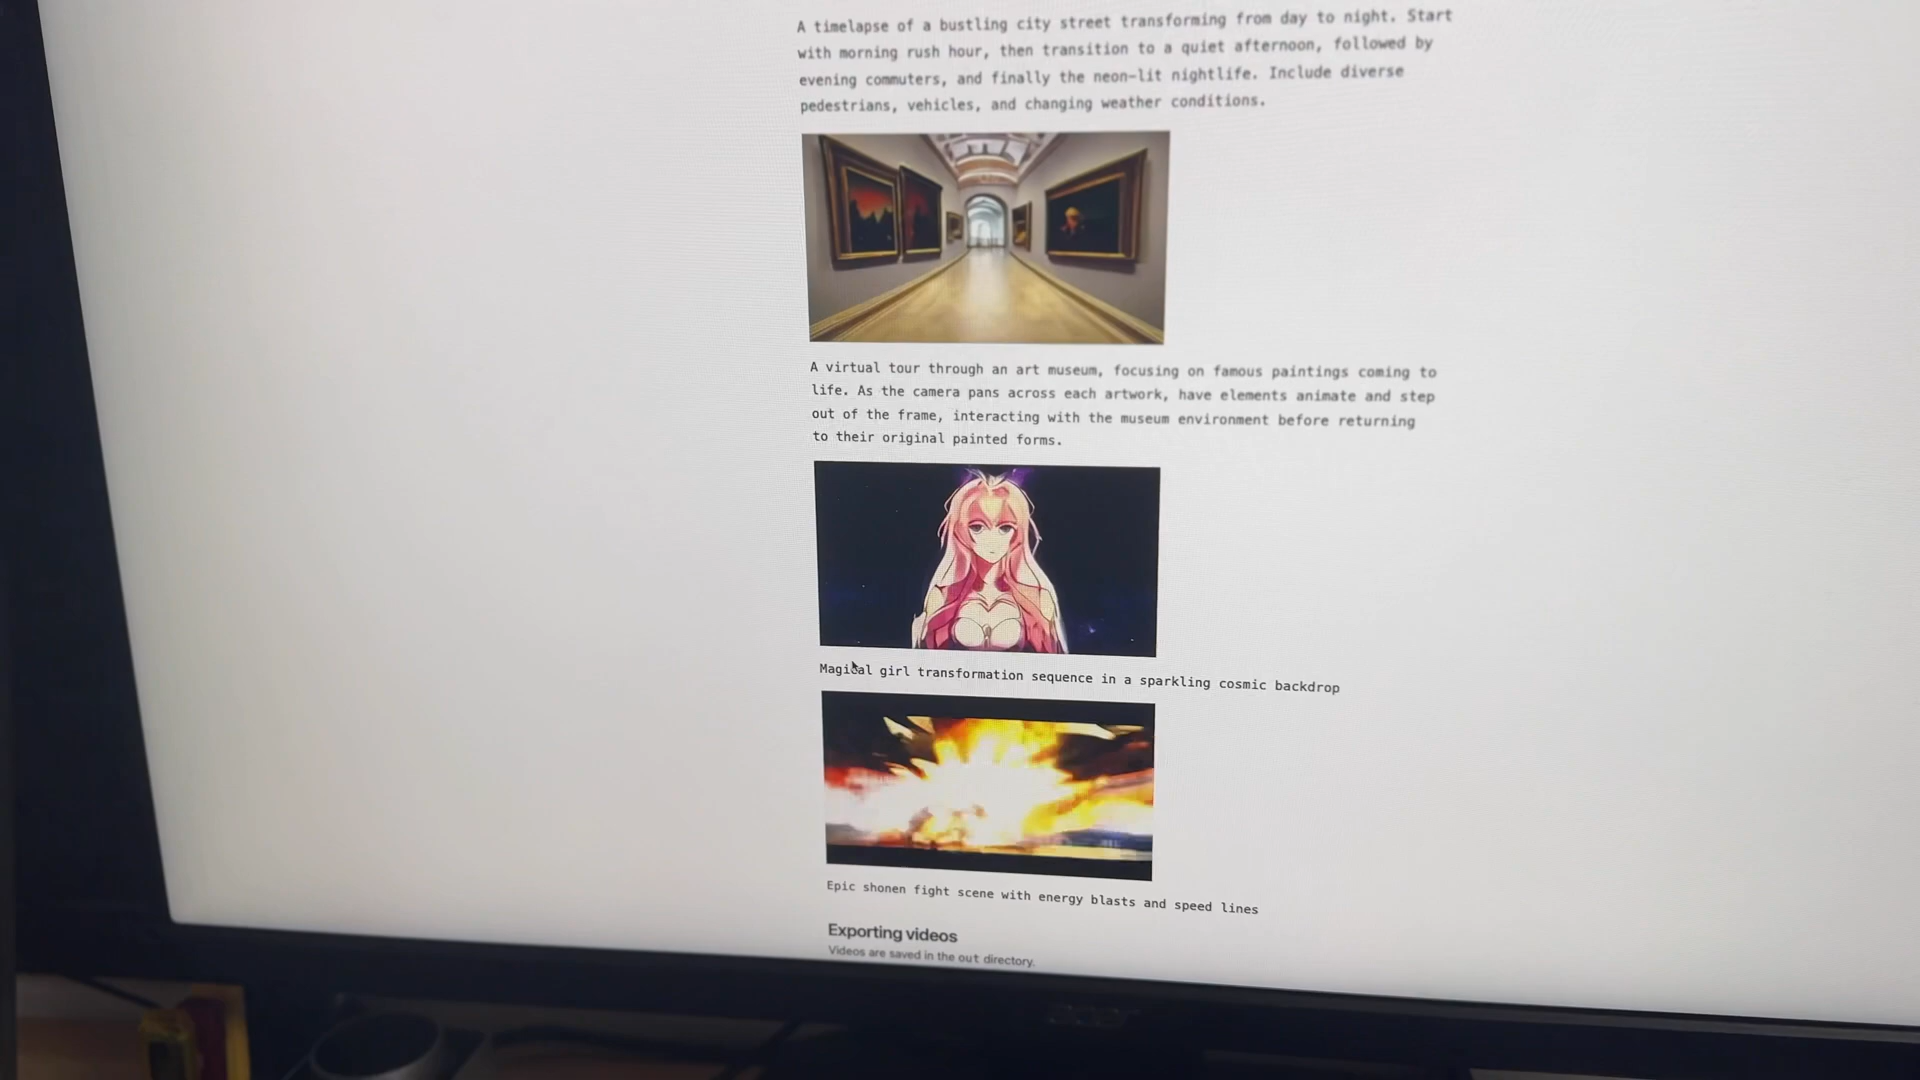 A timelapse of a bustling city street transforming from day to night. Start
with morning rush hour, then transition to a quiet afternoon, followed by
evening commuters, and finally the neon-lit nightlife. Include diverse
pedestrians, vehicles, and changing weather conditions.
A virtual tour through an art museum, focusing on famous paintings coming to
life. As the camera pans across each artwork, have elements animate and step
out of the frame, interacting with the museum environment before returning
to their original painted forms.
Magical girl transformation sequence in a sparkling cosmic backdrop
Epic shonen fight scene with energy blasts and speed lines
Exporting videos
Videos are saved in the out directory.
acer